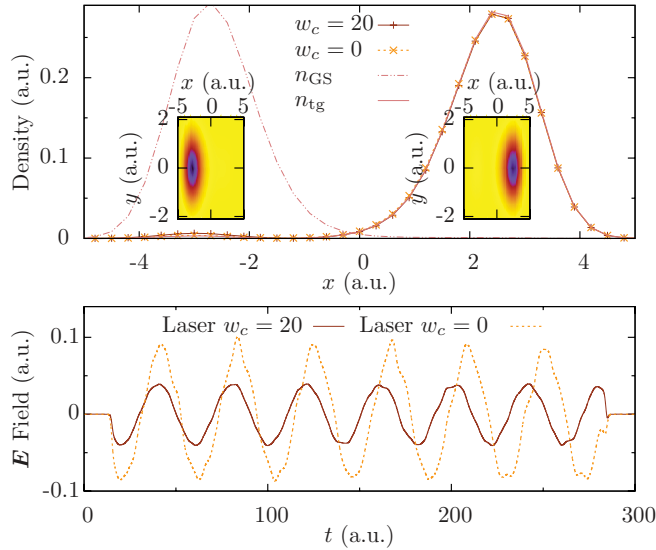 w_c = 20
w_c = 0
n_GS
n_tg
Density (a.u.)
0.2
0.1
0
x (a.u.)
-5 0 5
y (a.u.)
2
0
-2
x (a.u.)
-5 0 5
y (a.u.)
2
0
-2
-4 -2 0 2 4
x (a.u.)
Laser w_c = 20 Laser w_c = 0
E Field (a.u.)
0.1
0
-0.1
0 100 200 300
t (a.u.)